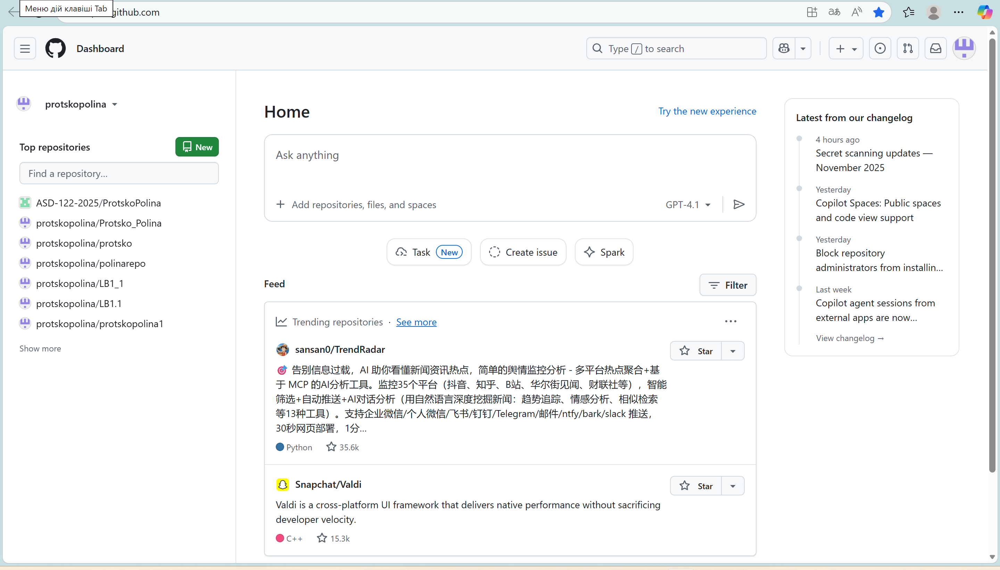 Меню дій клавіші Tab
github.com
Dashboard
Type / to search
protskopolina
Top repositories
New
Find a repository...
ASD-122-2025/ProtskoPolina
protskopolina/Protsko_Polina
protskopolina/protsko
protskopolina/polinarepo
protskopolina/LB1_1
protskopolina/LB1.1
protskopolina/protskopolina1
Show more
Home
Try the new experience
Ask anything
Add repositories, files, and spaces
GPT-4.1
Task New
Create issue
Spark
Feed
Filter
Trending repositories · See more
sansan0/TrendRadar
Star
🎯 告别信息过载，AI 助你看懂新闻资讯热点，简单的舆情监控分析 - 多平台热点聚合+基
于 MCP 的AI分析工具。监控35个平台（抖音、知乎、B站、华尔街见闻、财联社等），智能
筛选+自动推送+AI对话分析（用自然语言深度挖掘新闻：趋势追踪、情感分析、相似检索
等13种工具）。支持企业微信/个人微信/飞书/钉钉/Telegram/邮件/ntfy/bark/slack 推送，
30秒网页部署，1分...
Python
35.6k
Snapchat/Valdi
Star
Valdi is a cross-platform UI framework that delivers native performance without sacrificing
developer velocity.
C++
15.3k
Latest from our changelog
4 hours ago
Secret scanning updates —
November 2025
Yesterday
Copilot Spaces: Public spaces
and code view support
Yesterday
Block repository
administrators from installin...
Last week
Copilot agent sessions from
external apps are now...
View changelog →